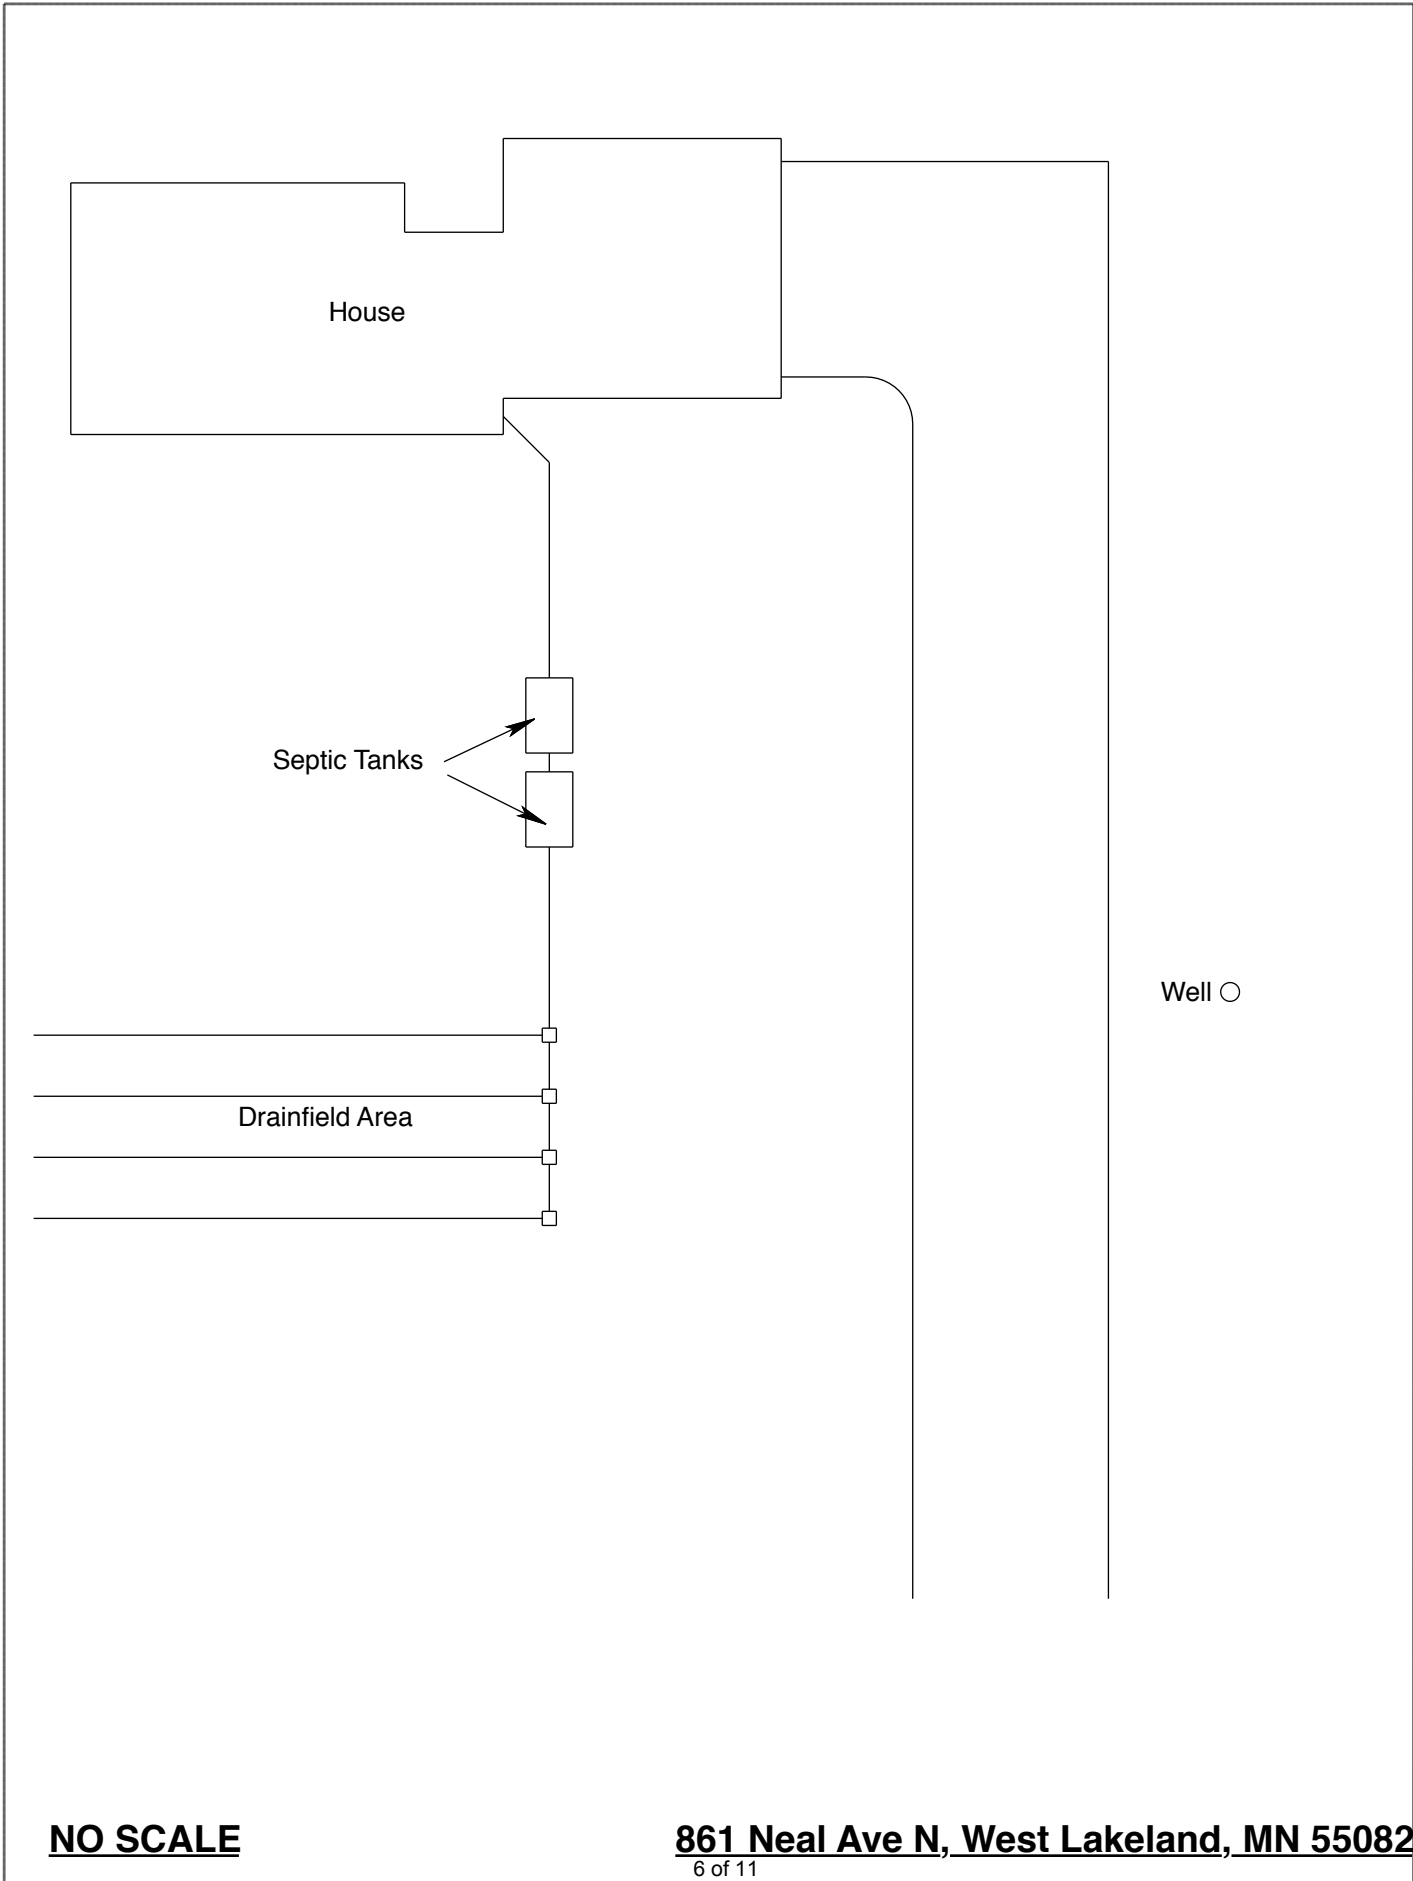 House
Septic Tanks
Well
Drainfield Area
NO SCALE
861 Neal Ave N, West Lakeland, MN 55082
6 of 11